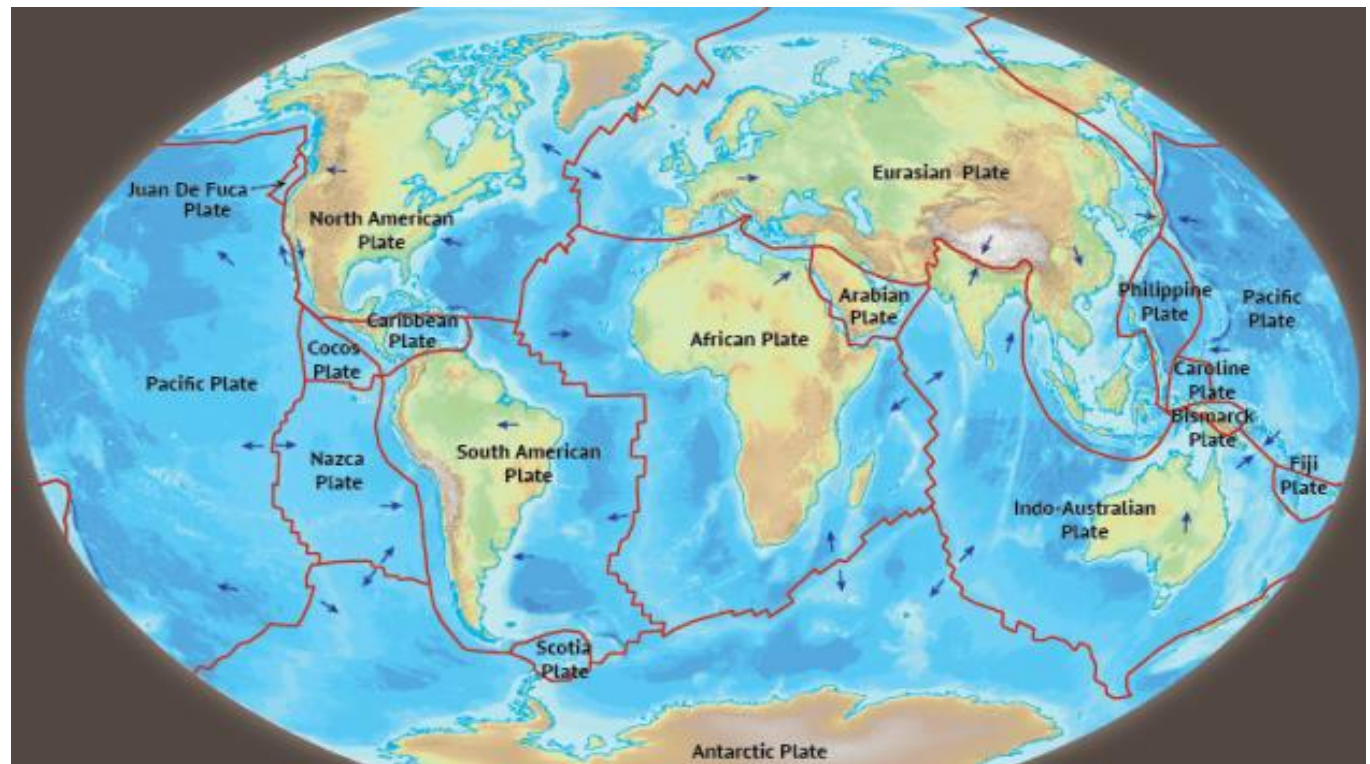 Eurasian Plate
Juan De Fuca
Plate
North American
Plate
Philippine
Plate
Pacific
Plate
Arabian
Plate
Caribbean
Plate
African Plate
Cocos
Plate
Caroline
Plate
Pacific Plate
Bismarck
Plate
South American
Plate
Nazca
Plate
Fiji
Plate
Indo-Australian
Plate
Scotia
Plate
Antarctic Plate